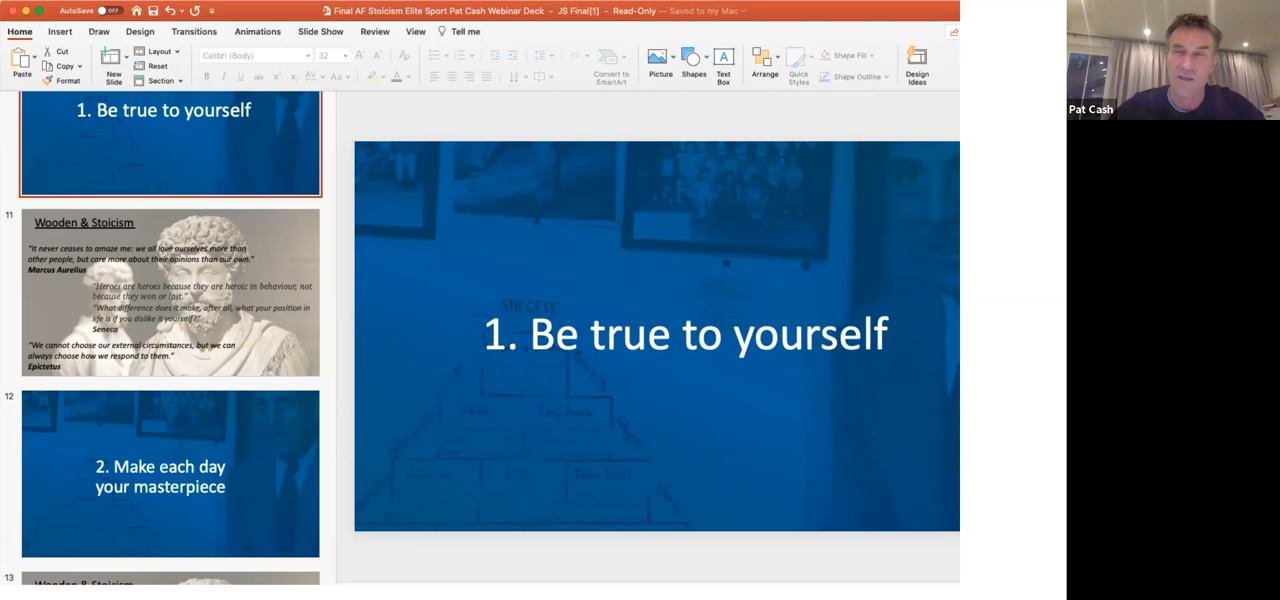 AutoSave OFF
Final AF Stoicism Elite Sport Pat Cash Webinar Deck - JS Final[1] - Read-Only — Saved to my Mac
Home Insert Draw Design Transitions Animations Slide Show Review View Tell me
Paste
Cut
Copy
Format
New
Slide
Layout
Reset
Section
Calibri (Body) 32
Convert to
SmartArt
Picture
Shapes
Text
Box
Arrange
Quick
Styles
Shape Fill
Shape Outline
Design
Ideas
Pat Cash
1. Be true to yourself
11
Wooden & Stoicism
"It never ceases to amaze me: we all love ourselves more than
other people, but care more about their opinions than our own."
Marcus Aurelius
"Heroes are heroes because they are heroic in behaviour, not
because they won or lost."
"What difference does it make, after all, what your position in
life is if you dislike it yourself?"
Seneca
"We cannot choose our external circumstances, but we can
always choose how we respond to them."
Epictetus
12
2. Make each day
your masterpiece
13
Wooden & Stoicism
SUCCESS
1. Be true to yourself
Confidence
Team Spirit